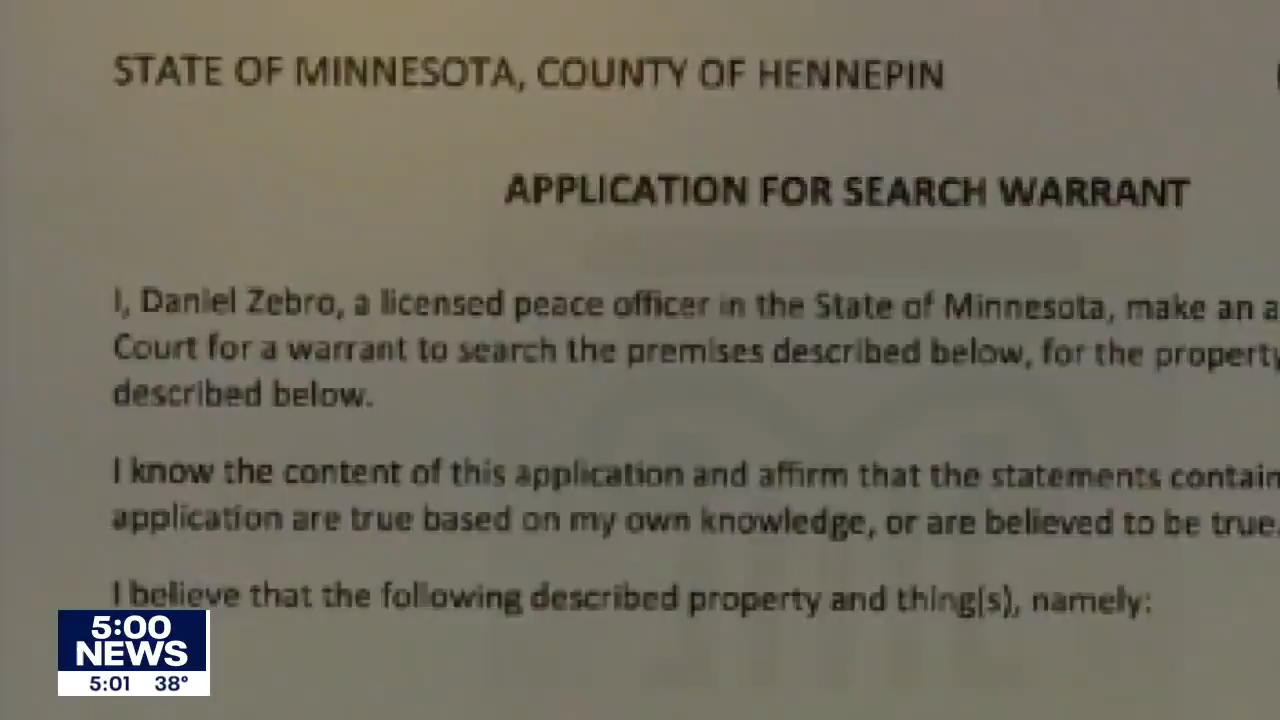 STATE OF MINNESOTA, COUNTY OF HENNEPIN
APPLICATION FOR SEARCH WARRANT
I, Daniel Zebro, a licensed peace officer in the State of Minnesota, make an a
Court for a warrant to search the premises described below, for the property
described below.
I know the content of this application and affirm that the statements contain
application are true based on my own knowledge, or are believed to be true.
I believe that the following described property and thing(s), namely:
5:00
NEWS
5:01 38°